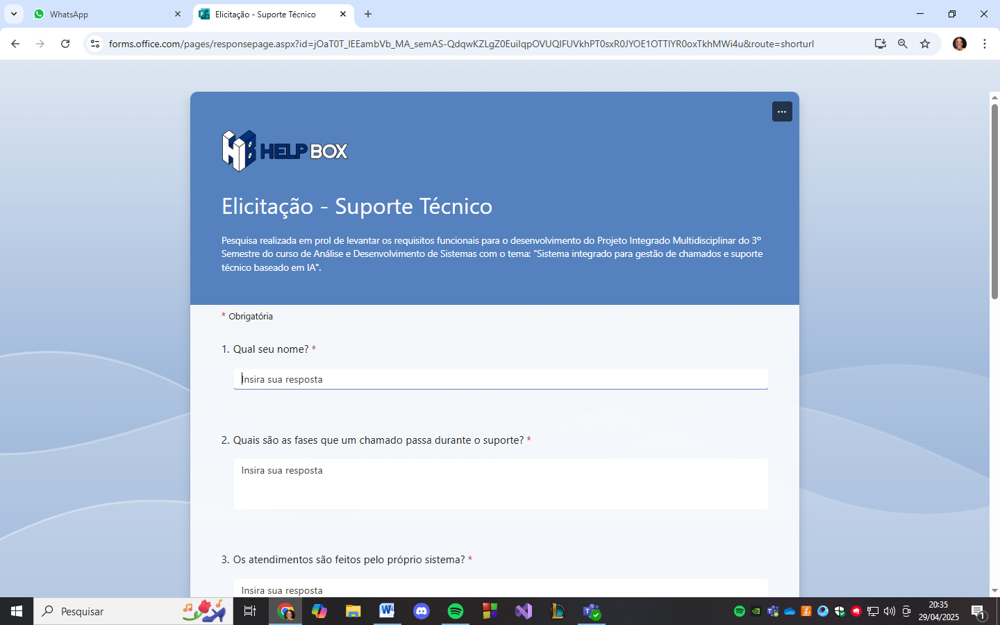 WhatsApp
Elicitação - Suporte Técnico
forms.office.com/pages/responsepage.aspx?id=jOaT0T_lEEambVb_MA_semAS-QdqwKZLgZ0EuiIqpOVUQlFUVkhPT0sxR0JYOE1OTTlYR0oxTkhMWi4u&route=shorturl
HB HELP BOX
Elicitação - Suporte Técnico
Pesquisa realizada em prol de levantar os requisitos funcionais para o desenvolvimento do Projeto Integrado Multidisciplinar do 3º
Semestre do curso de Análise e Desenvolvimento de Sistemas com o tema: "Sistema integrado para gestão de chamados e suporte
técnico baseado em IA".
* Obrigatória
1. Qual seu nome? *
Insira sua resposta
2. Quais são as fases que um chamado passa durante o suporte? *
Insira sua resposta
3. Os atendimentos são feitos pelo próprio sistema? *
Insira sua resposta
Pesquisar
20:35
29/04/2025
1